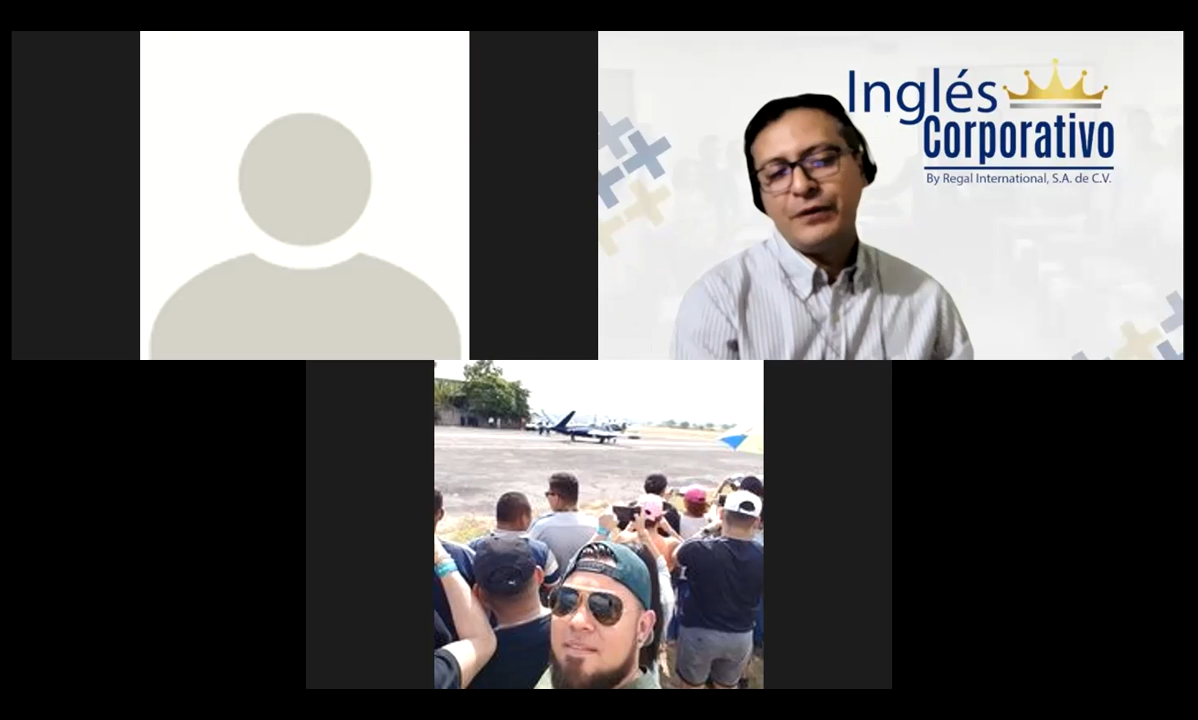 Inglés
Corporativo
By Regal International, S.A. de C.V.